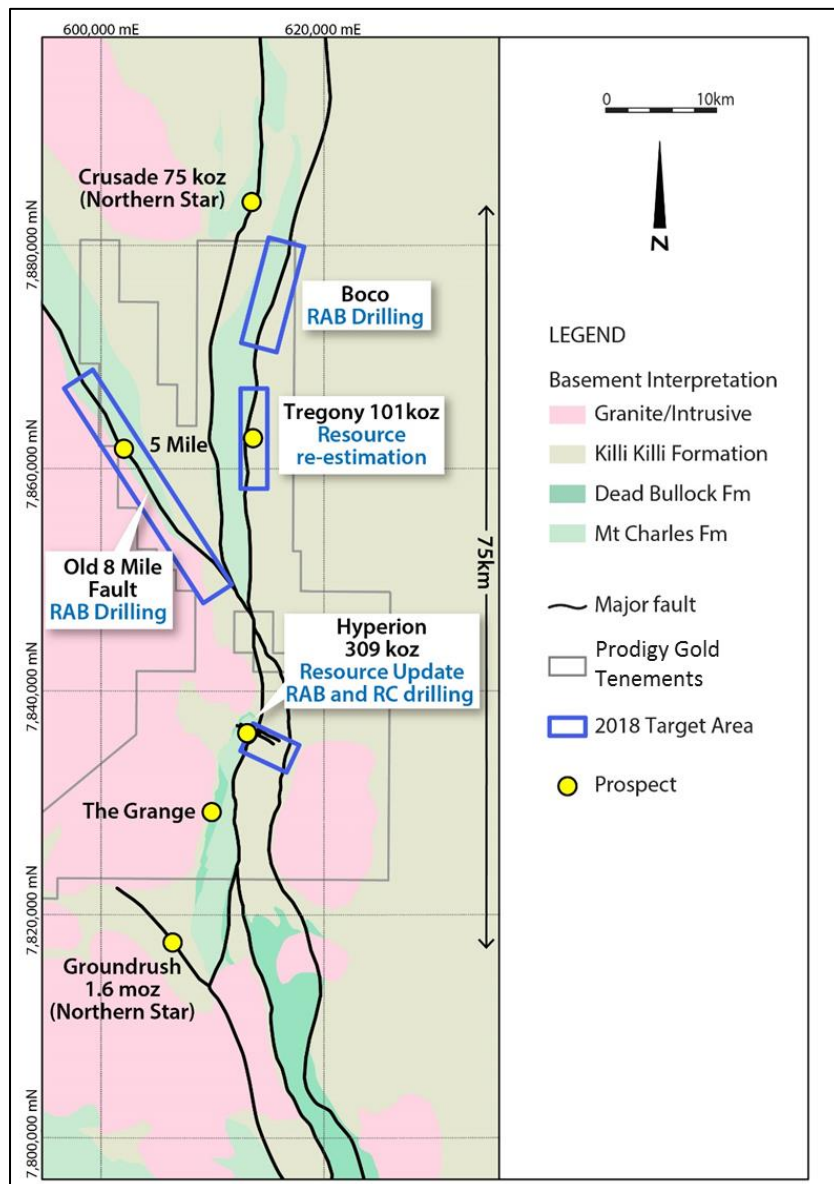 600,000 mE
620,000 mE
0
10km
N
7,880,000 mN
7,860,000 mN
7,840,000 mN
7,820,000 mN
7,800,000 mN
Crusade 75 koz
(Northern Star)
Boco
RAB Drilling
Tregony 101koz
Resource
re-estimation
5 Mile
Old 8 Mile
Fault
RAB Drilling
75km
Hyperion
309 koz
Resource Update
RAB and RC drilling
The Grange
Groundrush
1.6 moz
(Northern Star)
LEGEND
Basement Interpretation
Granite/Intrusive
Killi Killi Formation
Dead Bullock Fm
Mt Charles Fm
Major fault
Prodigy Gold
Tenements
2018 Target Area
Prospect